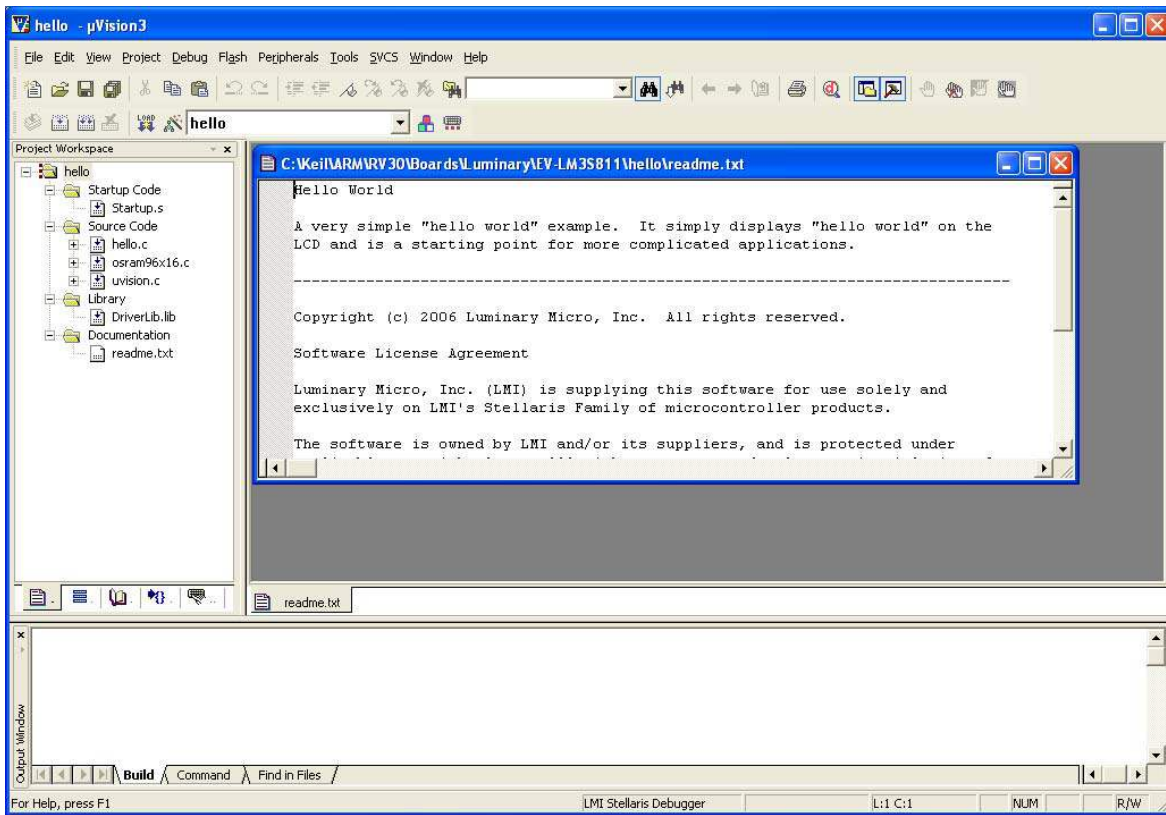 hello - µVision3
File Edit View Project Debug Flash Peripherals Tools SVCS Window Help
hello
Project Workspace
hello
Startup Code
Startup.s
Source Code
hello.c
osram96x16.c
uvision.c
Library
DriverLib.lib
Documentation
readme.txt
C:\Keil\ARM\RV30\Boards\Luminary\EV-LM3S811\hello\readme.txt
Hello World
A very simple "hello world" example. It simply displays "hello world" on the
LCD and is a starting point for more complicated applications.
-------------------------------------------------------------------------------
Copyright (c) 2006 Luminary Micro, Inc. All rights reserved.
Software License Agreement
Luminary Micro, Inc. (LMI) is supplying this software for use solely and
exclusively on LMI's Stellaris Family of microcontroller products.
The software is owned by LMI and/or its suppliers, and is protected under
readme.txt
Output Window
Build Command Find in Files
For Help, press F1 LMI Stellaris Debugger L:1 C:1 NUM R/W